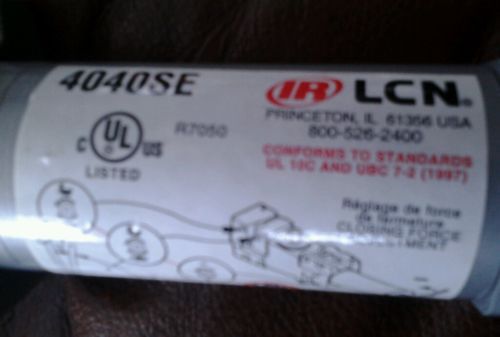 4040SE
IR LCN
PRINCETON, IL 61356 USA
800-526-2400
C UL US
LISTED
R7050
CONFORMS TO STANDARDS
UL 10C AND UBC 7-2 (1997)
Réglage de force
de fermeture
CLOSING FORCE
ADJUSTMENT